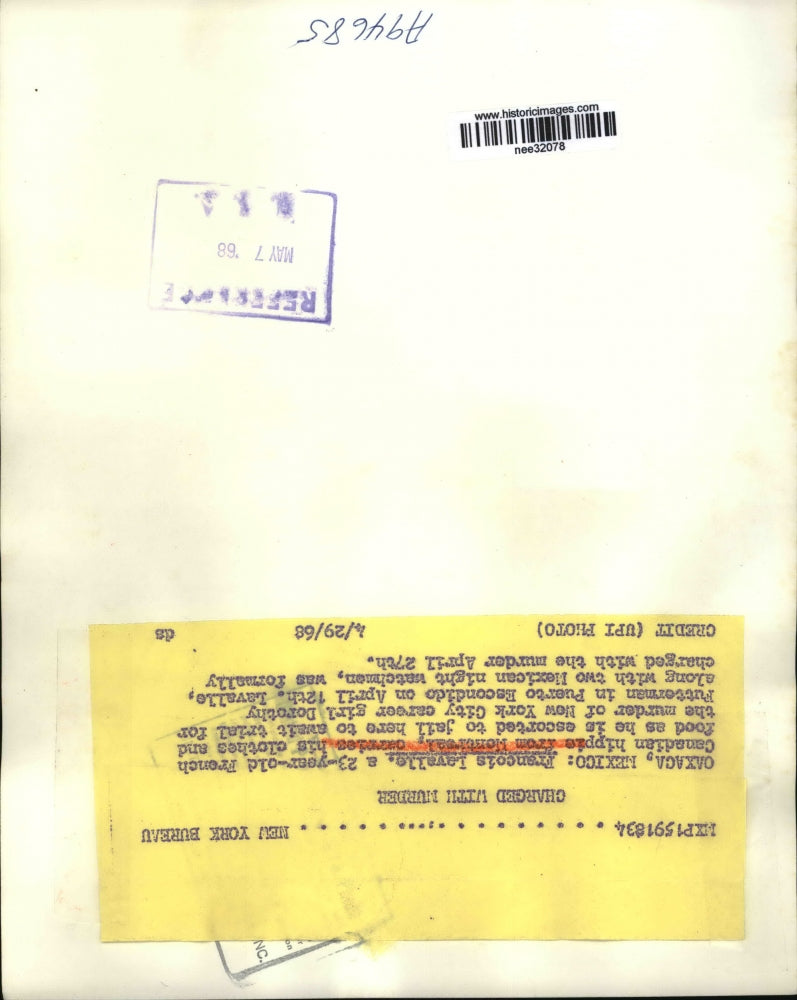 A94685
www.historicimages.com
nee32078
REFERENCE
MAY 7 '68
N. E. A.
NXP1591834 . . . . . . . . . . . . . . . . . NEW YORK BUREAU
CHARGED WITH MURDER
OAXACA, MEXICO: Francois Lavalle, a 23-year-old French
Canadian hippie from Montreal, carries his clothes and
food as he is escorted to jail here to await trial for
the murder of New York City career girl Dorothy
Putterman in Puerto Escondido on April 12th. Lavalle,
along with two Mexican night watchmen, was formally
charged with the murder April 27th.
CREDIT (UPI PHOTO) 4/29/68 ds
NC.